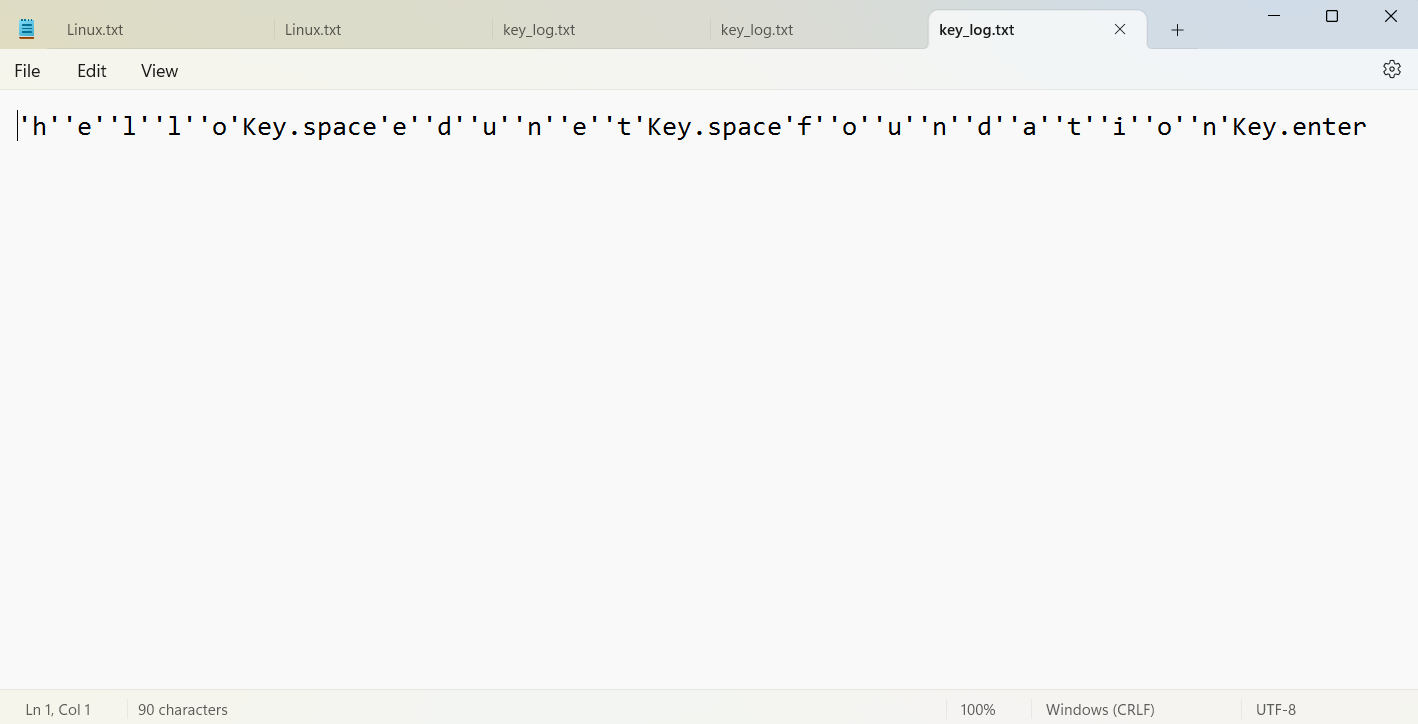 Linux.txt Linux.txt key_log.txt key_log.txt key_log.txt
File Edit View
'h''e''l''l''o'Key.space'e''d''u''n''e''t'Key.space'f''o''u''n''d''a''t''i''o''n'Key.enter
Ln 1, Col 1 90 characters 100% Windows (CRLF) UTF-8